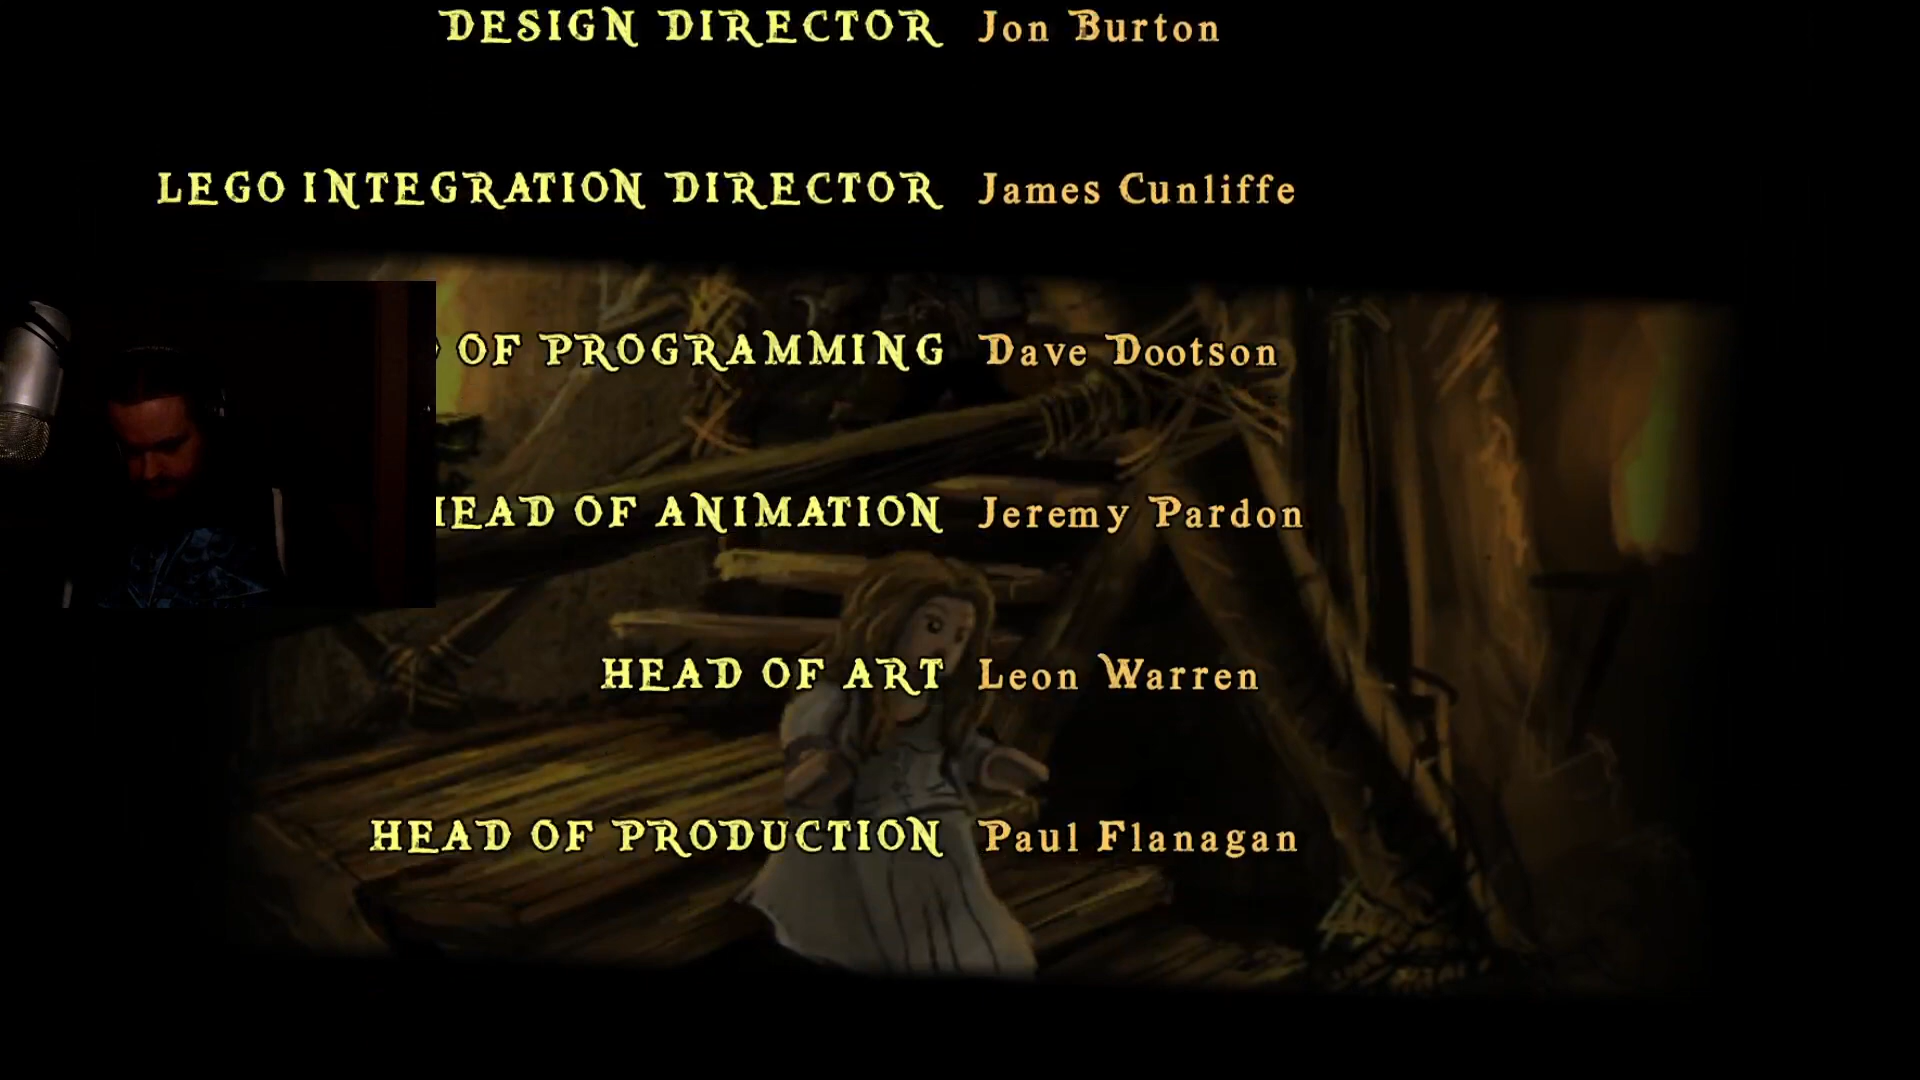 DESIGN DIRECTOR Jon Burton
LEGO INTEGRATION DIRECTOR James Cunliffe
OF PROGRAMMING Dave Dootson
HEAD OF ANIMATION Jeremy Pardon
HEAD OF ART Leon Warren
HEAD OF PRODUCTION Paul Flanagan